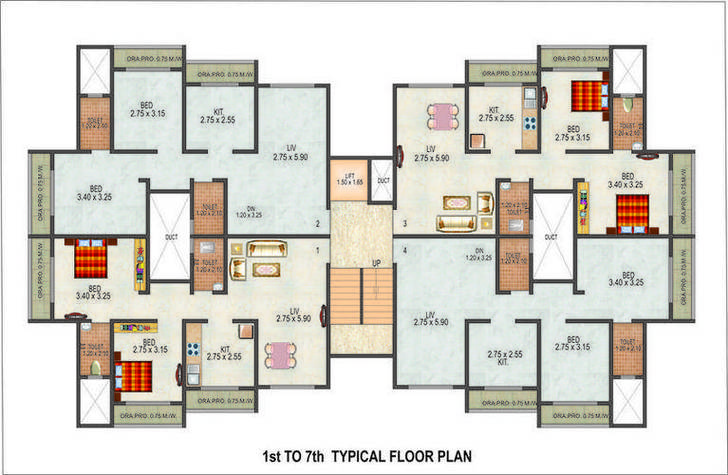 ORA.PRO. 0.75 M./W.
ORA.PRO. 0.75 M./W.
ORA.PRO. 0.75 M./W.
ORA.PRO. 0.75 M./W.
TOILET
1.20 x 2.10
BED
2.75 x 3.15
KIT.
2.75 x 2.55
LIV
2.75 x 5.90
LIV
2.75 x 5.90
KIT.
2.75 x 2.55
BED
2.75 x 3.15
TOILET
1.20 x 2.10
ORA.PRO. 0.75 M./W.
BED
3.40 x 3.25
TOILET
1.20 x 2.10
DIN
1.20 x 3.25
2
LIFT
1.50 x 1.65
DUCT
3
TOILET
1.20 x 2.10
BED
3.40 x 3.25
ORA.PRO. 0.75 M./W.
DUCT
DUCT
ORA.PRO. 0.75 M./W.
BED
3.40 x 3.25
TOILET
1.20 x 2.10
1
UP
4
DIN
1.20 x 3.25
TOILET
1.20 x 2.10
BED
3.40 x 3.25
ORA.PRO. 0.75 M./W.
TOILET
1.20 x 2.10
BED
2.75 x 3.15
KIT.
2.75 x 2.55
LIV
2.75 x 5.90
LIV
2.75 x 5.90
2.75 x 2.55
KIT.
BED
2.75 x 3.15
TOILET
1.20 x 2.10
ORA.PRO. 0.75 M./W.
ORA.PRO. 0.75 M./W.
ORA.PRO. 0.75 M./W.
ORA.PRO. 0.75 M./W.
1st TO 7th TYPICAL FLOOR PLAN